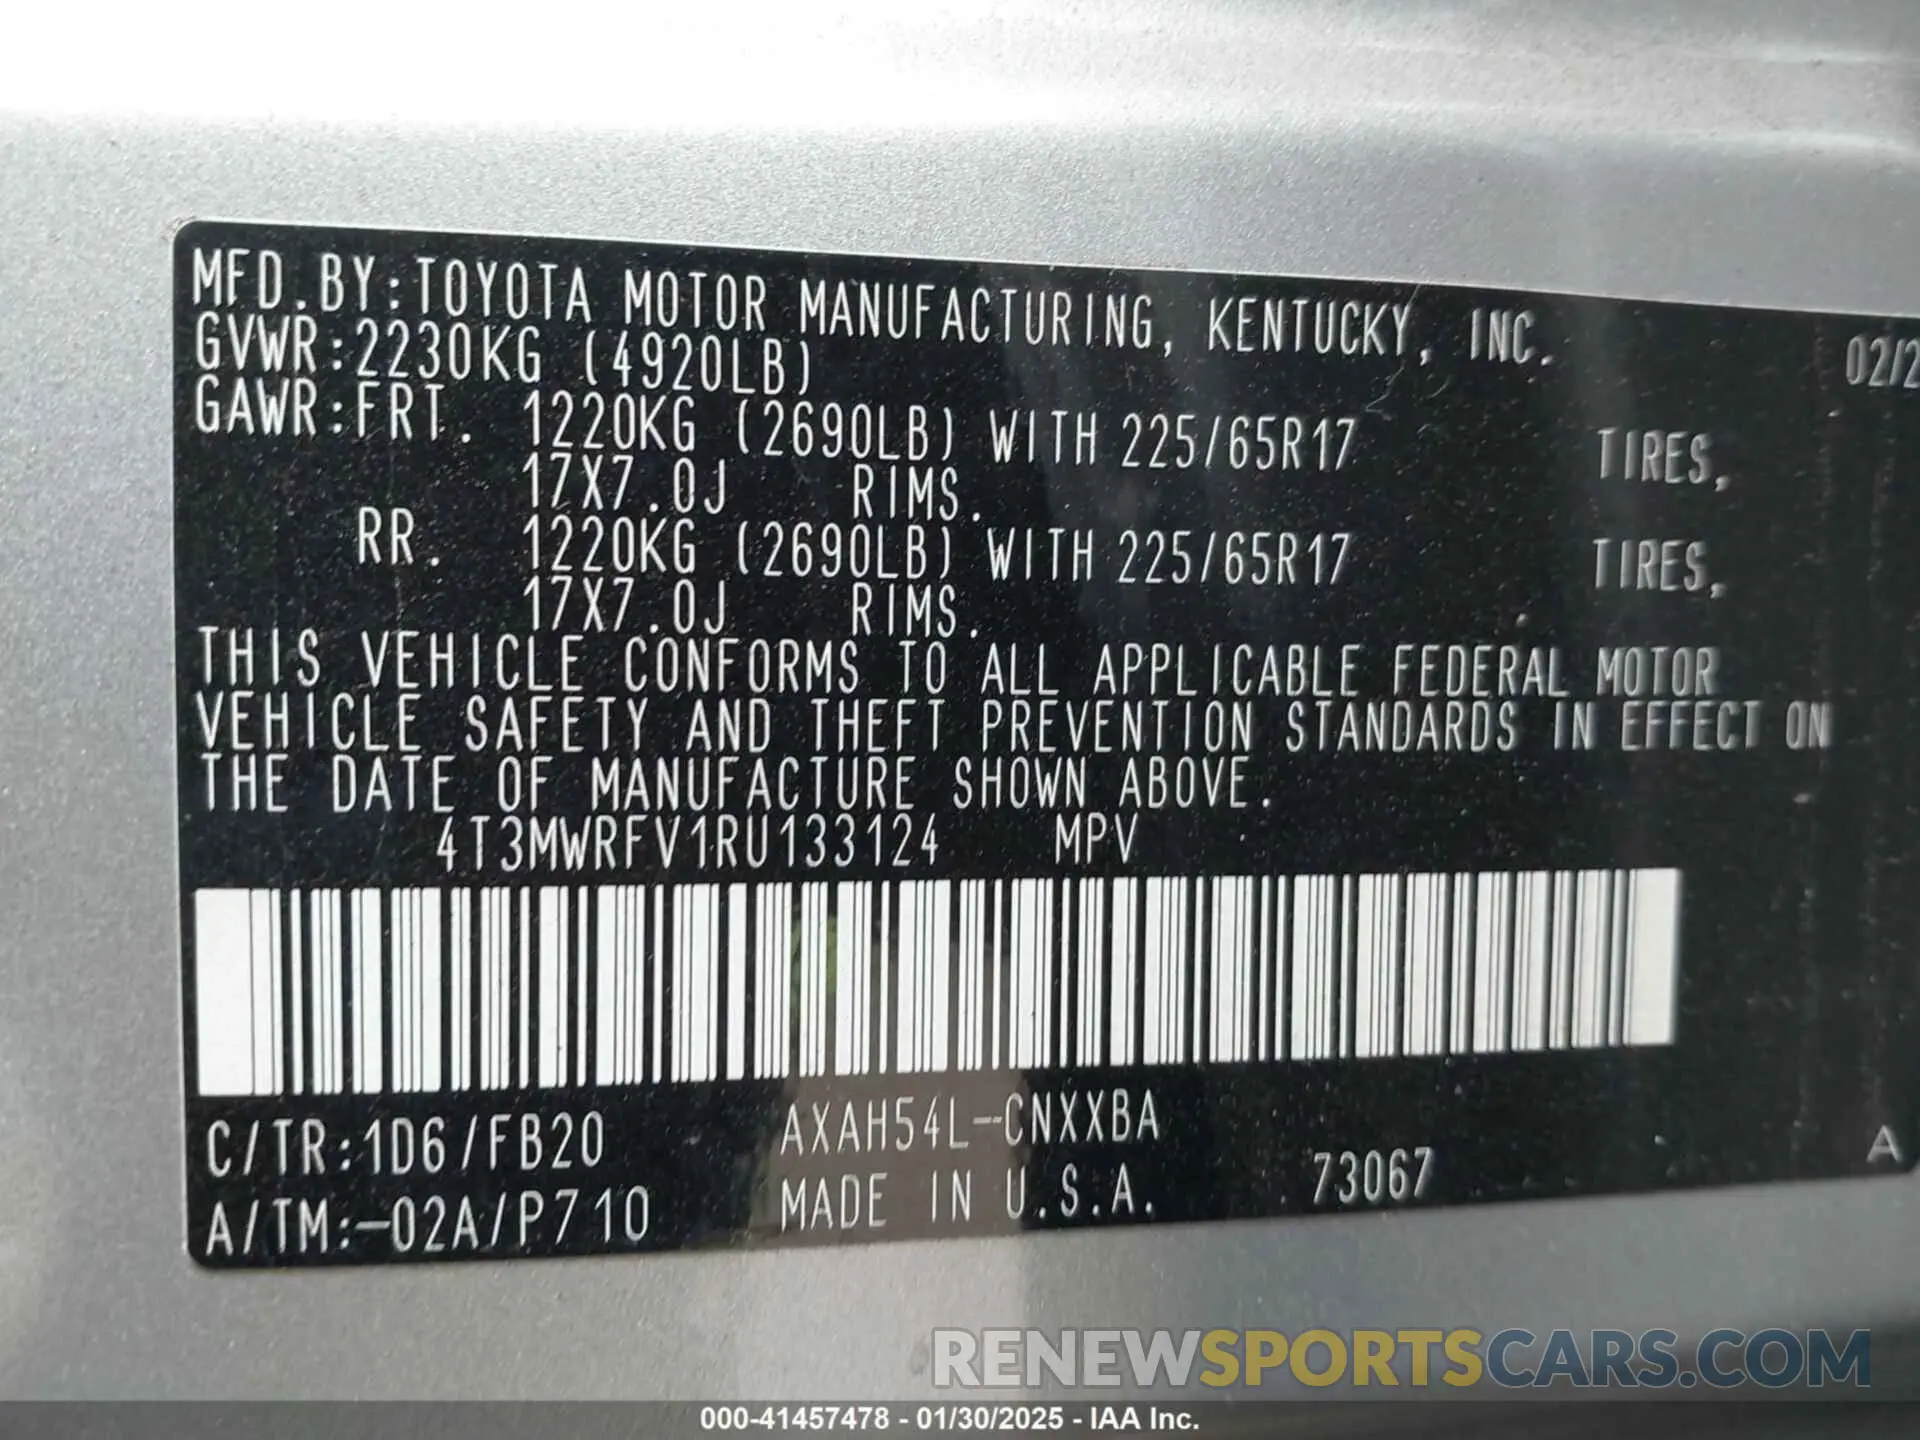 MFD.BY:TOYOTA MOTOR MANUFACTURING, KENTUCKY, INC.
02/2
GVWR:2230KG (4920LB)
GAWR:FRT. 1220KG (2690LB) WITH 225/65R17 TIRES,
17X7.0J RIMS.
RR. 1220KG (2690LB) WITH 225/65R17 TIRES,
17X7.0J RIMS.
THIS VEHICLE CONFORMS TO ALL APPLICABLE FEDERAL MOTOR
VEHICLE SAFETY AND THEFT PREVENTION STANDARDS IN EFFECT ON
THE DATE OF MANUFACTURE SHOWN ABOVE.
4T3MWRFV1RU133124 MPV
C/TR:1D6/FB20 AXAH54L-CNXXBA
A/TM:-02A/P710 MADE IN U.S.A. 73067 A
RENEWSPORTSCARS.COM
000-41457478 - 01/30/2025 - IAA Inc.